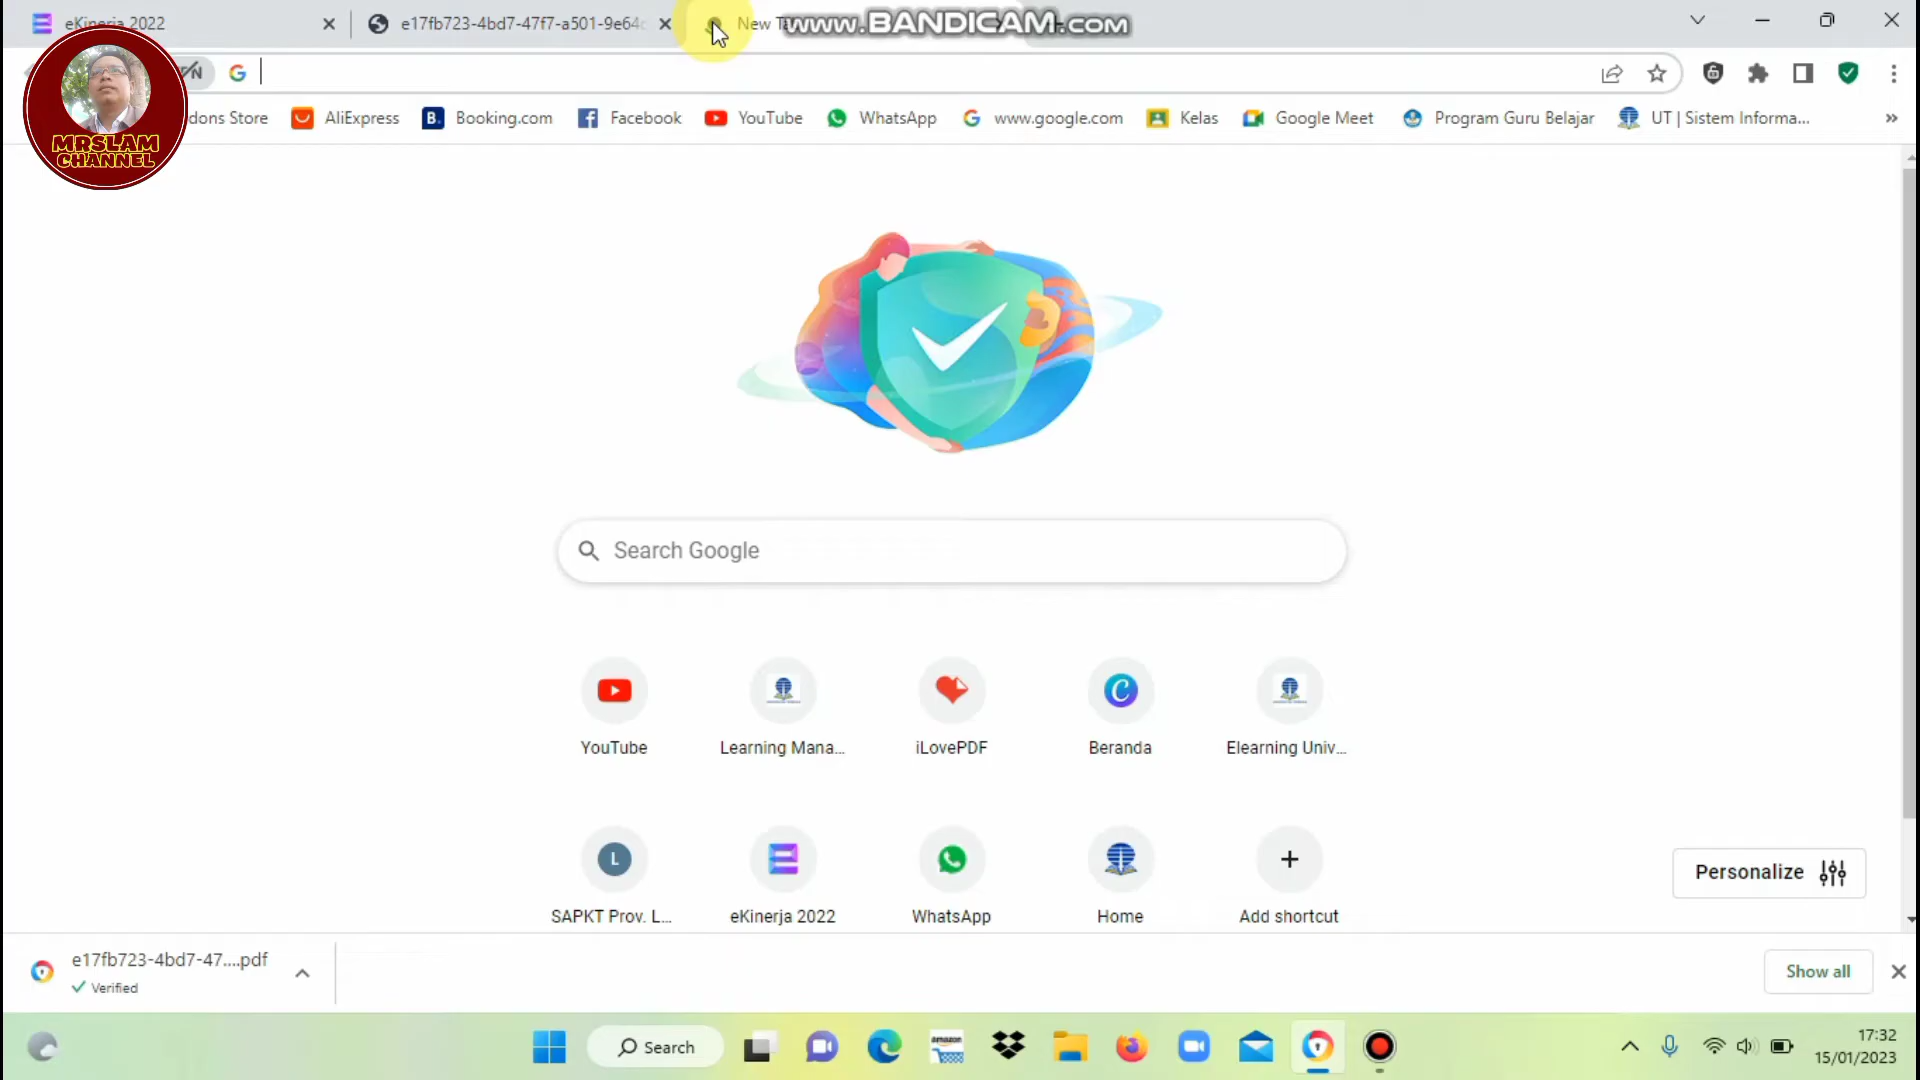 eKinerja 2022
e17fb723-4bd7-47f7-a501-9e64
New Ta
www.BANDICAM.com
MRSLAM
CHANNEL
dons Store
AliExpress
Booking.com
Facebook
YouTube
WhatsApp
www.google.com
Kelas
Google Meet
Program Guru Belajar
UT | Sistem Informa...
Search Google
YouTube
Learning Mana...
iLovePDF
Beranda
Elearning Univ...
SAPKT Prov. L...
eKinerja 2022
WhatsApp
Home
Add shortcut
Personalize
e17fb723-4bd7-47....pdf
Verified
Show all
Search
amazon
17:32
15/01/2023